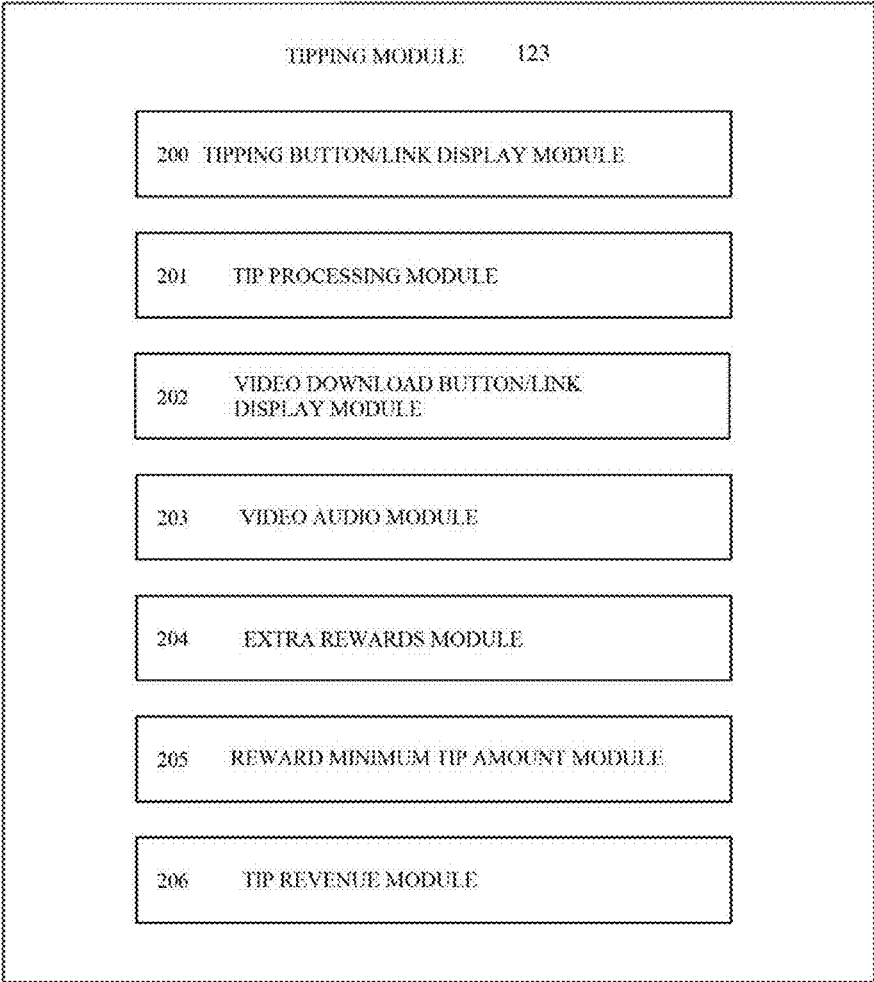 TIPPING MODULE 123
200 TIPPING BUTTON/LINK DISPLAY MODULE
201 TIP PROCESSING MODULE
202 VIDEO DOWNLOAD BUTTON/LINK
DISPLAY MODULE
203 VIDEO AUDIO MODULE
204 EXTRA REWARDS MODULE
205 REWARD MINIMUM TIP AMOUNT MODULE
206 TIP REVENUE MODULE